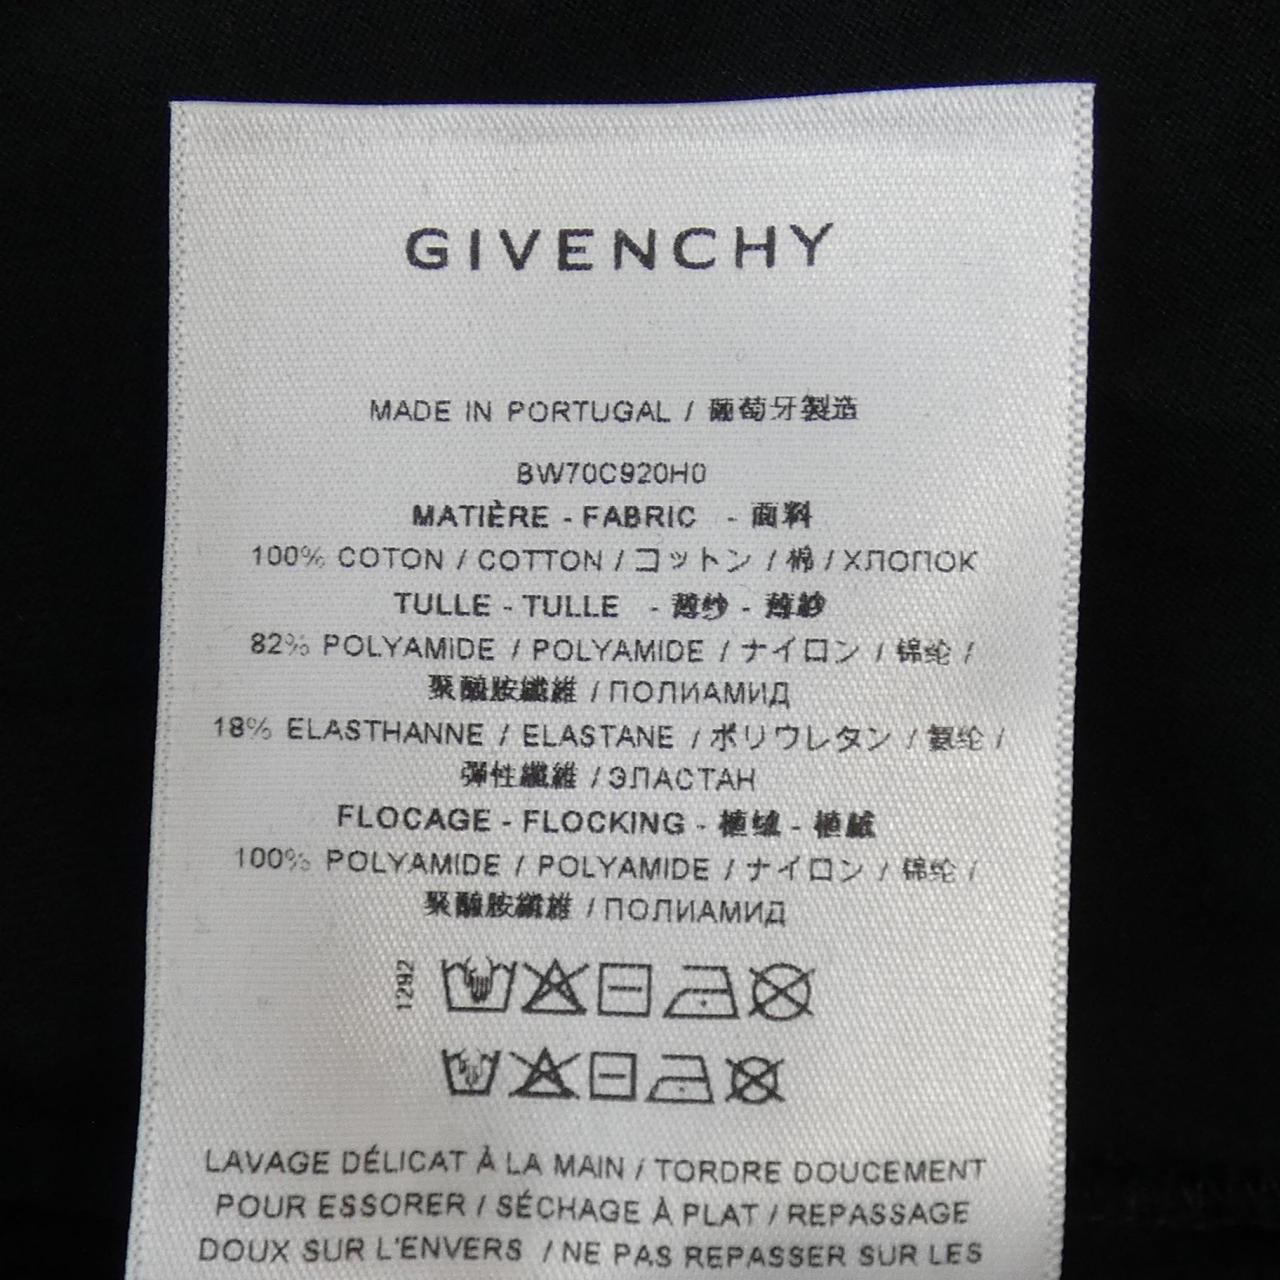 GIVENCHY
MADE IN PORTUGAL / 葡萄牙製造
BW70C920H0
MATIÈRE - FABRIC - 面料
100% COTON / COTTON / コットン / 棉 / ХЛОПОК
TULLE - TULLE - 薄纱 - 薄紗
82% POLYAMIDE / POLYAMIDE / ナイロン / 锦纶 /
聚醯胺纖維 / ПОЛИАМИД
18% ELASTHANNE / ELASTANE / ポリウレタン / 氨纶 /
彈性纖維 / ЭЛАСТАН
FLOCAGE - FLOCKING - 植绒 - 植絨
100% POLYAMIDE / POLYAMIDE / ナイロン / 锦纶 /
聚醯胺纖維 / ПОЛИАМИД
1292
LAVAGE DÉLICAT À LA MAIN / TORDRE DOUCEMENT
POUR ESSORER / SÉCHAGE À PLAT / REPASSAGE
DOUX SUR L'ENVERS / NE PAS REPASSER SUR LES